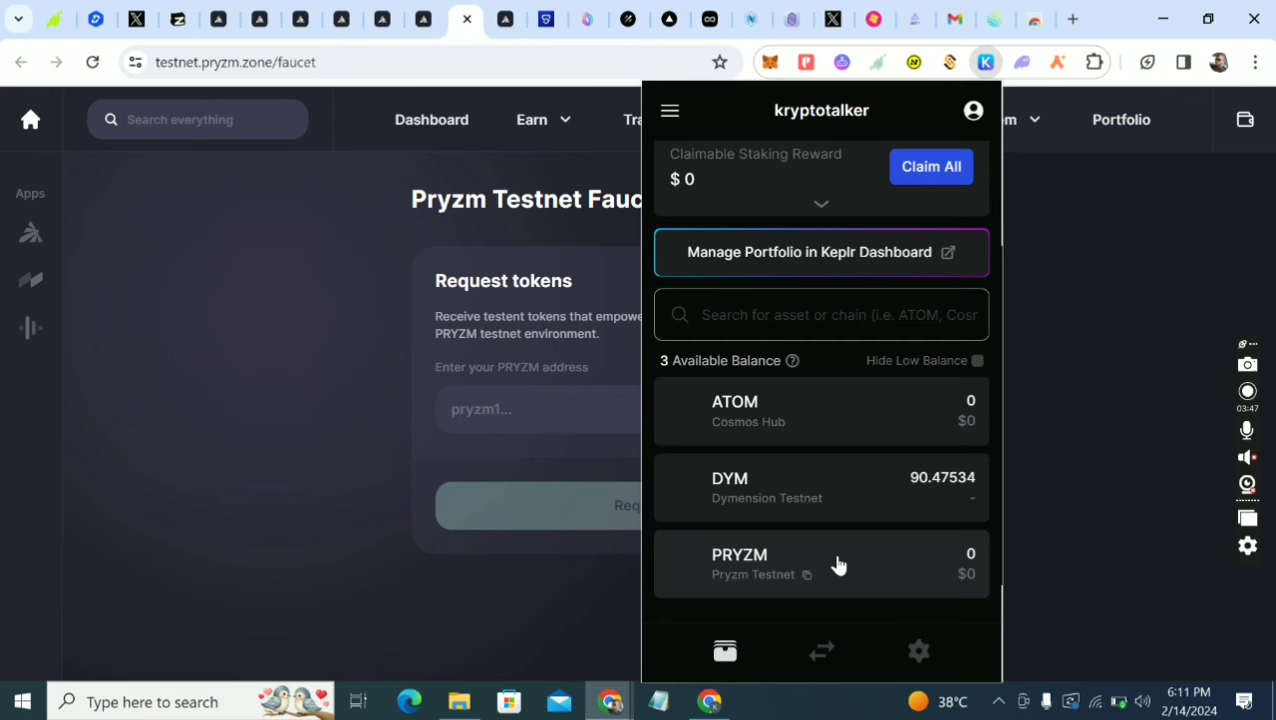 testnet.pryzm.zone/faucet
kryptotalker
Search everything
Dashboard
Earn
Tra
m
Portfolio
Claimable Staking Reward
$ 0
Claim All
Apps
Pryzm Testnet Fauc
Manage Portfolio in Keplr Dashboard
Request tokens
Receive testent tokens that empowe
PRYZM testnet environment.
Search for asset or chain (i.e. ATOM, Cosr
Enter your PRYZM address
3 Available Balance
Hide Low Balance
pryzm1...
ATOM
0
Cosmos Hub
$0
03:47
DYM
90.47534
Dymension Testnet
-
Req
PRYZM
0
Pryzm Testnet
$0
Type here to search
38°C
6:11 PM
2/14/2024